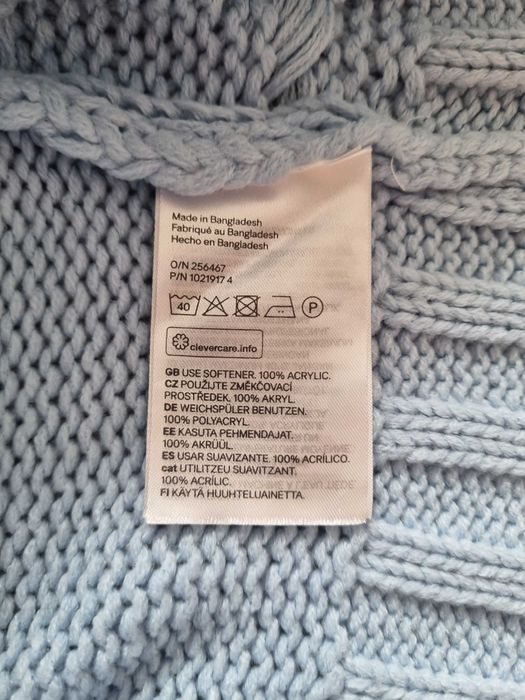 Made in Bangladesh
Fabriqué au Bangladesh
Hecho en Bangladesh
O/N 256467
P/N 1021917 4
40 P
clevercare.info
GB USE SOFTENER. 100% ACRYLIC.
CZ POUŽIJTE ZMĚKČOVACÍ
PROSTŘEDEK. 100% AKRYL.
DE WEICHSPÜLER BENUTZEN.
100% POLYACRYL.
EE KASUTA PEHMENDAJAT.
100% AKRÜÜL.
ES USAR SUAVIZANTE. 100% ACRÍLICO.
cat UTILITZEU SUAVITZANT.
100% ACRÍLIC.
FI KÄYTÄ HUUHTELUAINETTA.